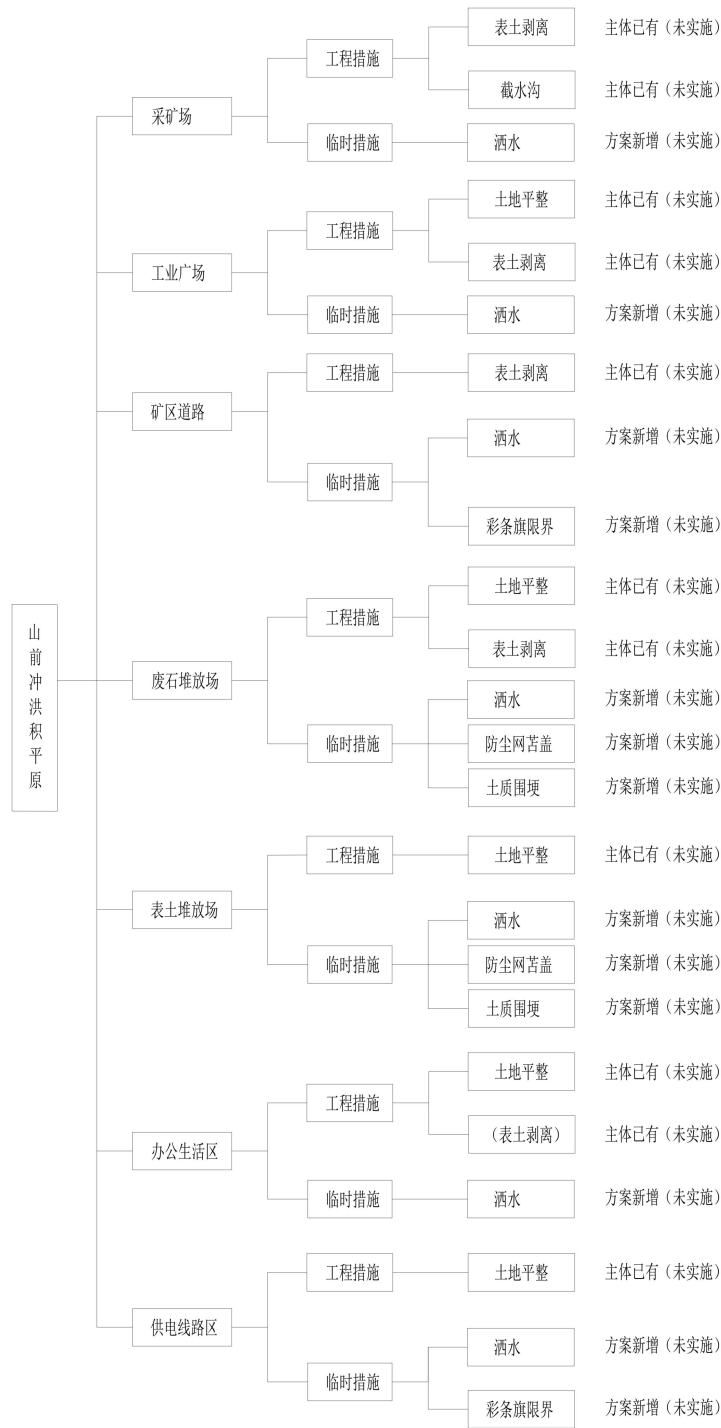 山前冲洪积平原
采矿场
工程措施
表土剥离 主体已有（未实施）
截水沟 主体已有（未实施）
临时措施
洒水 方案新增（未实施）
工业广场
工程措施
土地平整 主体已有（未实施）
表土剥离 主体已有（未实施）
临时措施
洒水 方案新增（未实施）
矿区道路
工程措施
表土剥离 主体已有（未实施）
临时措施
洒水 方案新增（未实施）
彩条旗限界 方案新增（未实施）
废石堆放场
工程措施
土地平整 主体已有（未实施）
表土剥离 主体已有（未实施）
临时措施
洒水 方案新增（未实施）
防尘网苫盖 方案新增（未实施）
土质围埂 方案新增（未实施）
表土堆放场
工程措施
土地平整 主体已有（未实施）
临时措施
洒水 方案新增（未实施）
防尘网苫盖 方案新增（未实施）
土质围埂 方案新增（未实施）
办公生活区
工程措施
土地平整 主体已有（未实施）
（表土剥离） 主体已有（未实施）
临时措施
洒水 方案新增（未实施）
供电线路区
工程措施
土地平整 主体已有（未实施）
临时措施
洒水 方案新增（未实施）
彩条旗限界 方案新增（未实施）